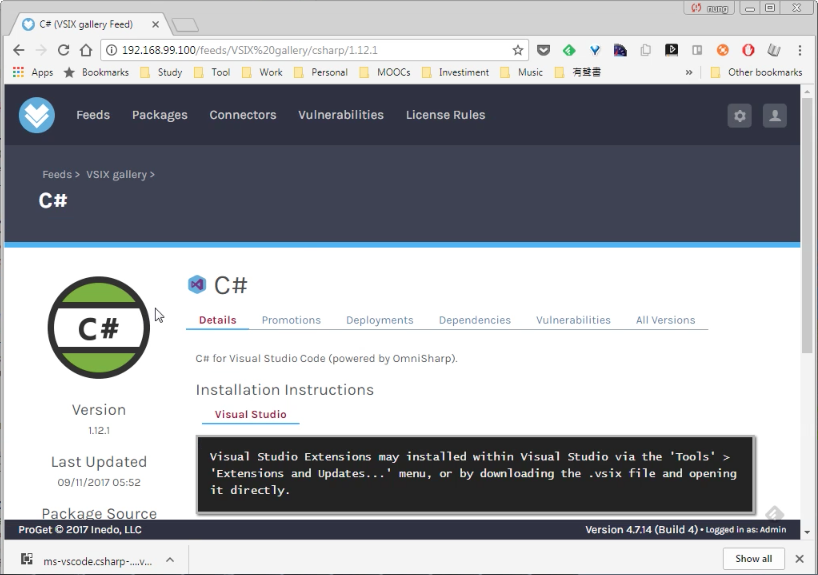 C# (VSIX gallery Feed)
192.168.99.100/feeds/VSIX%20gallery/csharp/1.12.1
Apps Bookmarks Study Tool Work Personal MOOCs Investiment Music 有聲書 » Other bookmarks
Feeds Packages Connectors Vulnerabilities License Rules
Feeds > VSIX gallery >
C#
C#
C#
Details Promotions Deployments Dependencies Vulnerabilities All Versions
C# for Visual Studio Code (powered by OmniSharp).
Installation Instructions
Visual Studio
Visual Studio Extensions may installed within Visual Studio via the 'Tools' >
'Extensions and Updates...' menu, or by downloading the .vsix file and opening
it directly.
Version
1.12.1
Last Updated
09/11/2017 05:52
Package Source
ProGet © 2017 Inedo, LLC
Version 4.7.14 (Build 4) • Logged in as: Admin
ms-vscode.csharp-....v...
Show all